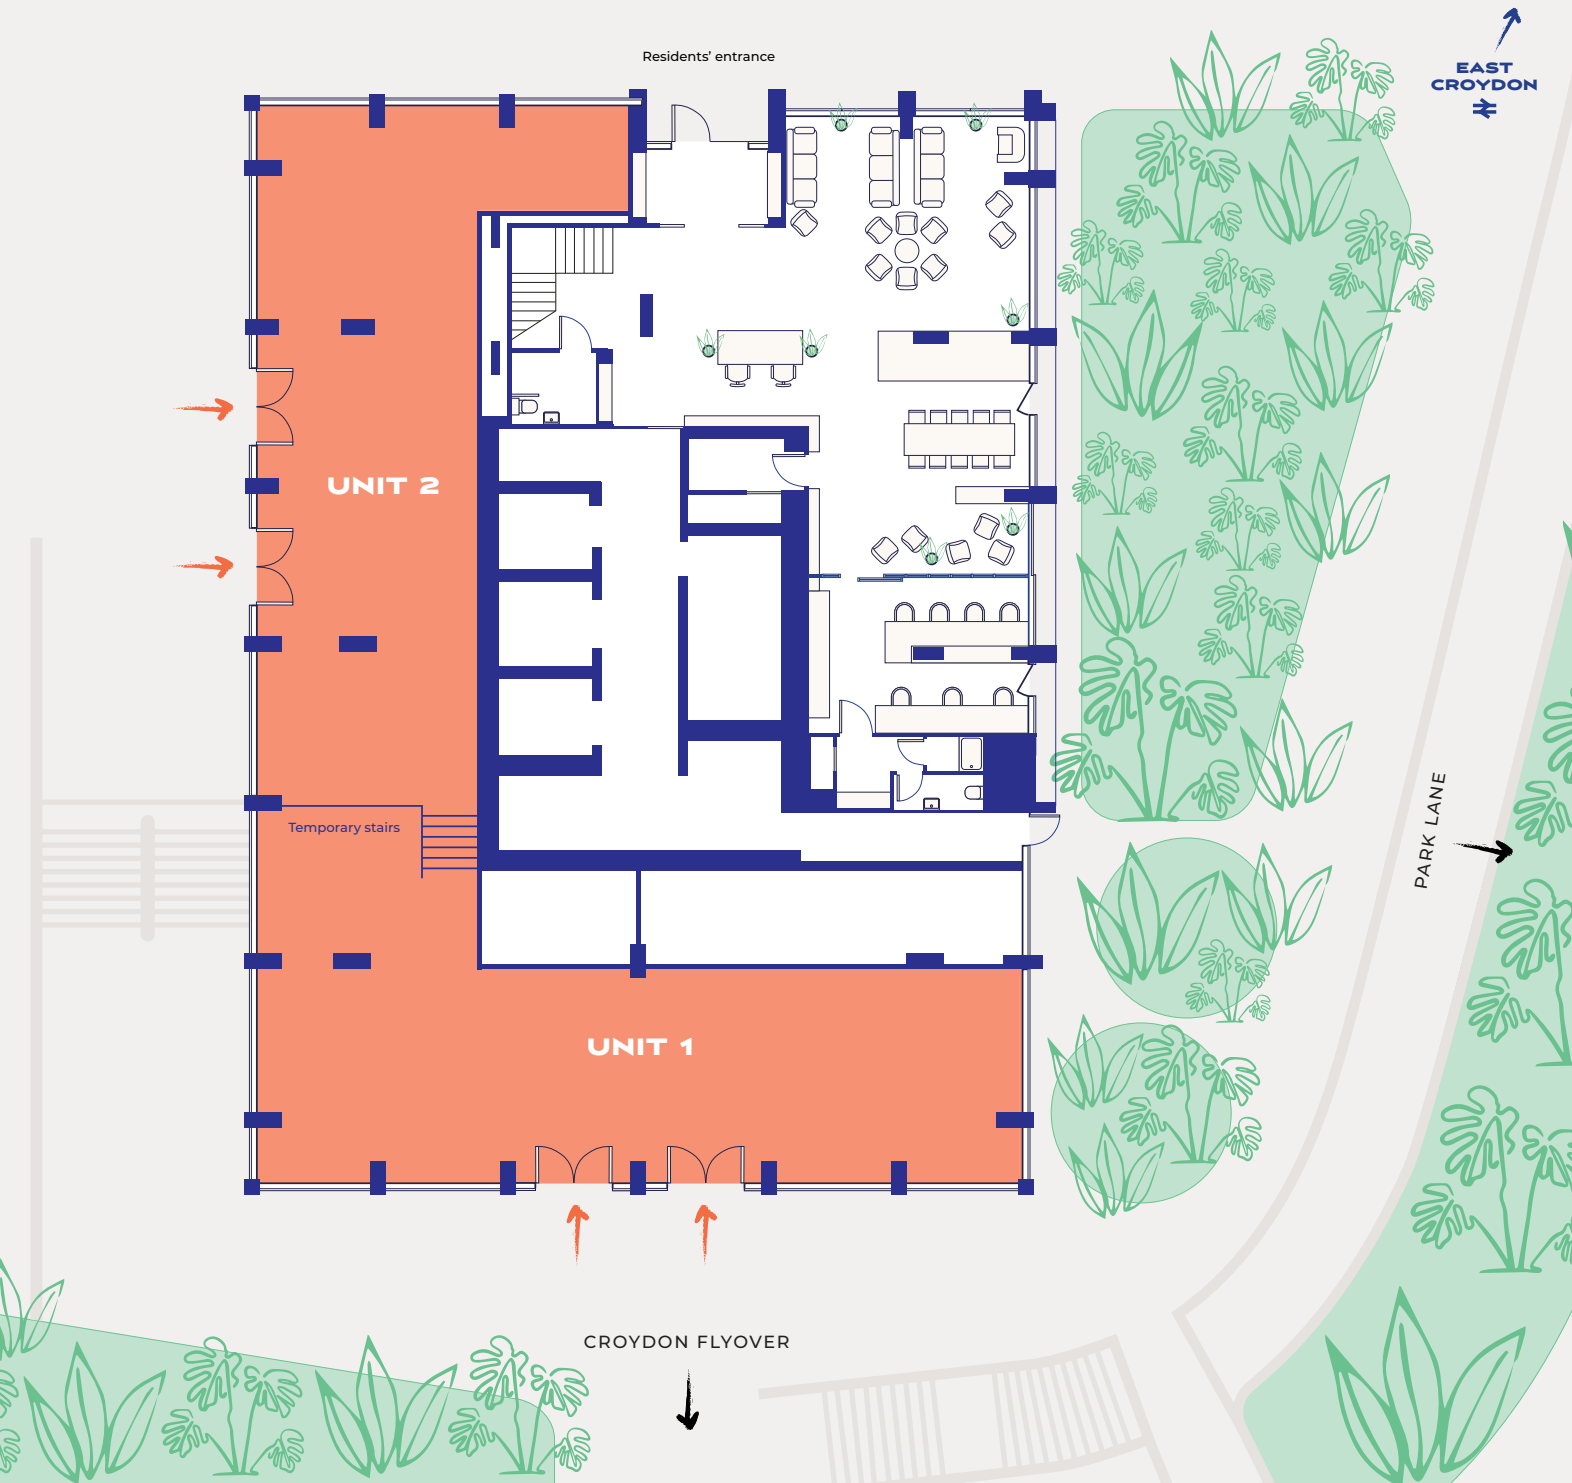 Residents’ entrance
EAST
CROYDON
UNIT 2
Temporary stairs
PARK LANE
UNIT 1
CROYDON FLYOVER